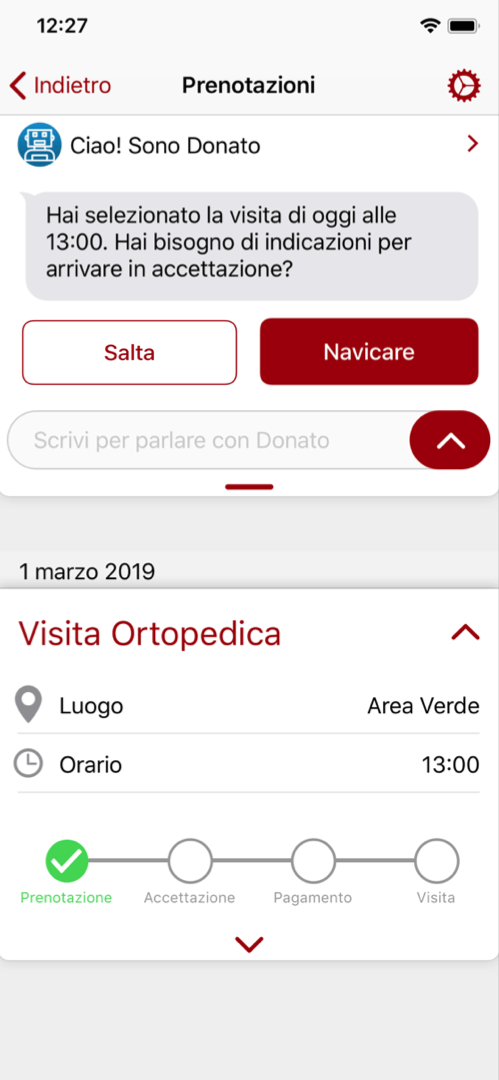 12:27
Indietro
Prenotazioni
Ciao! Sono Donato
Hai selezionato la visita di oggi alle
13:00. Hai bisogno di indicazioni per
arrivare in accettazione?
Salta
Navicare
Scrivi per parlare con Donato
1 marzo 2019
Visita Ortopedica
Luogo
Area Verde
Orario
13:00
Prenotazione
Accettazione
Pagamento
Visita